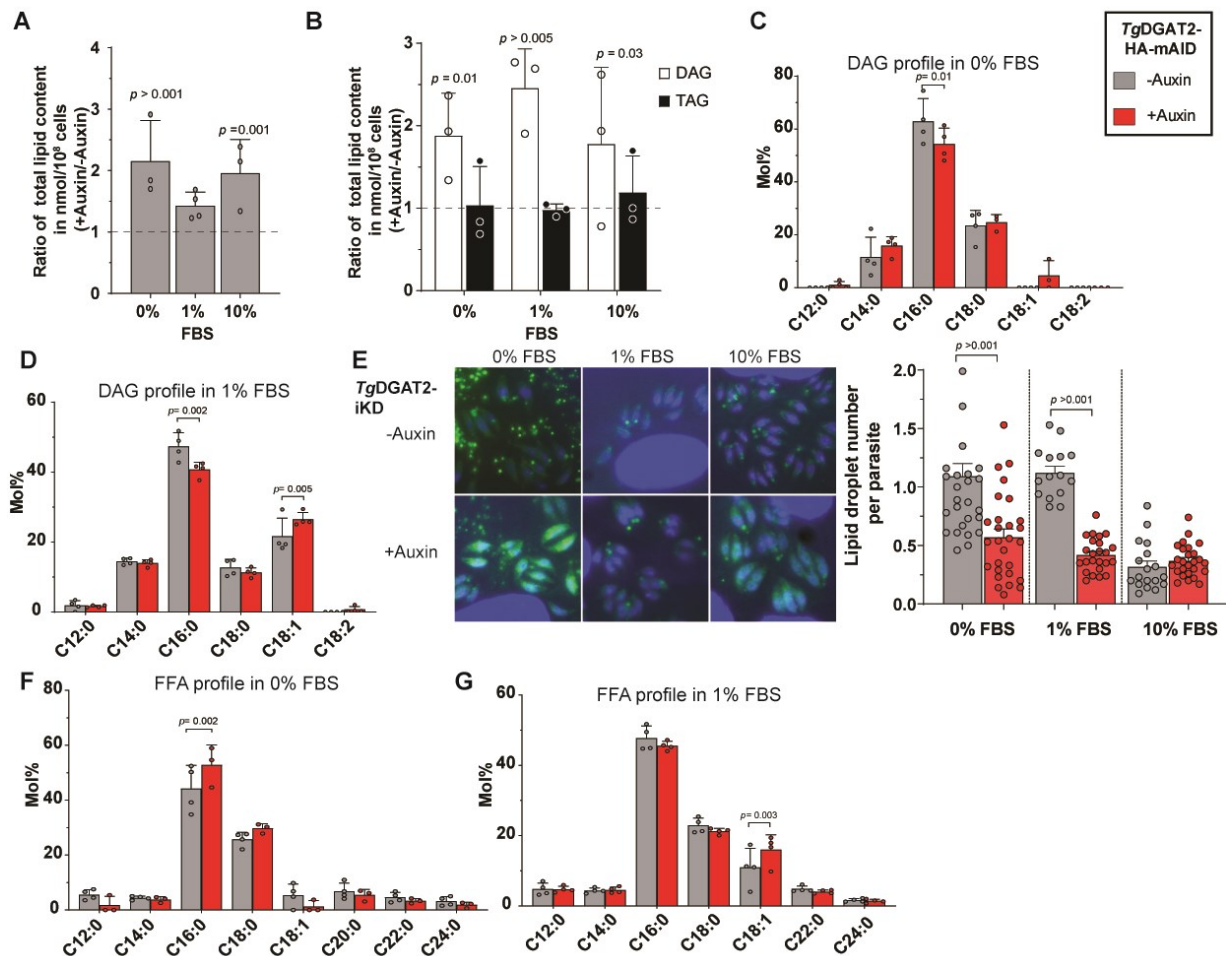 A
Ratio of total lipid content
in nmol/10⁸ cells
(+Auxin/-Auxin)
4
3
2
1
0
p > 0.001
p =0.001
0%
1%
10%
FBS
B
Ratio of total lipid content
in nmol/10⁸ cells
(+Auxin/-Auxin)
3
2
1
0
p = 0.01
p > 0.005
p = 0.03
DAG
TAG
0%
1%
10%
FBS
C
DAG profile in 0% FBS
Mol%
80
60
40
20
0
p= 0.01
C12:0
C14:0
C16:0
C18:0
C18:1
C18:2
TgDGAT2-
HA-mAID
-Auxin
+Auxin
D
DAG profile in 1% FBS
Mol%
60
40
20
0
p= 0.002
p= 0.005
C12:0
C14:0
C16:0
C18:0
C18:1
C18:2
E
0% FBS
1% FBS
10% FBS
TgDGAT2-
iKD
-Auxin
+Auxin
Lipid droplet number
per parasite
2.0
1.5
1.0
0.5
0.0
p >0.001
p >0.001
0% FBS
1% FBS
10% FBS
F
FFA profile in 0% FBS
Mol%
80
60
40
20
0
p= 0.002
C12:0
C14:0
C16:0
C18:0
C18:1
C20:0
C22:0
C24:0
G
FFA profile in 1% FBS
Mol%
60
40
20
0
p= 0.003
C12:0
C14:0
C16:0
C18:0
C18:1
C22:0
C24:0